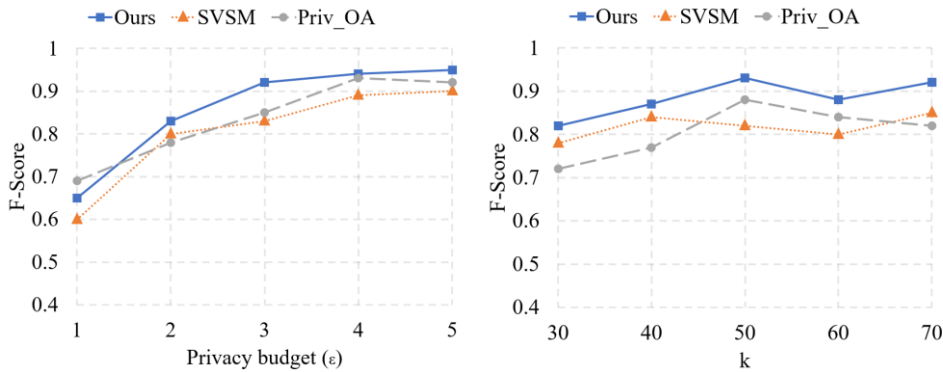 Ours SVSM Priv_OA
1
0.9
0.8
0.7
0.6
0.5
0.4
F-Score
1 2 3 4 5
Privacy budget (ε)
Ours SVSM Priv_OA
1
0.9
0.8
0.7
0.6
0.5
0.4
F-Score
30 40 50 60 70
k